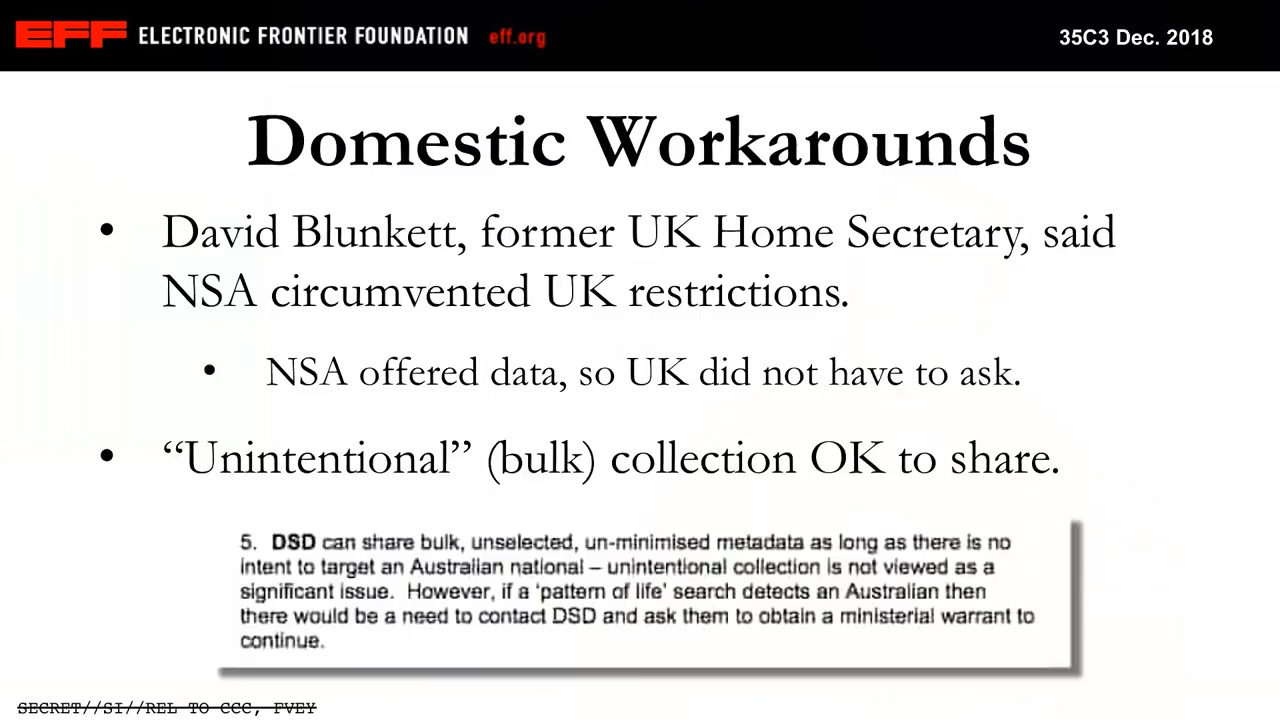 EFF ELECTRONIC FRONTIER FOUNDATION eff.org
35C3 Dec. 2018
Domestic Workarounds
• David Blunkett, former UK Home Secretary, said
NSA circumvented UK restrictions.
• NSA offered data, so UK did not have to ask.
• “Unintentional” (bulk) collection OK to share.
5. DSD can share bulk, unselected, un-minimised metadata as long as there is no
intent to target an Australian national – unintentional collection is not viewed as a
significant issue. However, if a ‘pattern of life’ search detects an Australian then
there would be a need to contact DSD and ask them to obtain a ministerial warrant to
continue.
SECRET//SI//REL TO CCC, FVEY